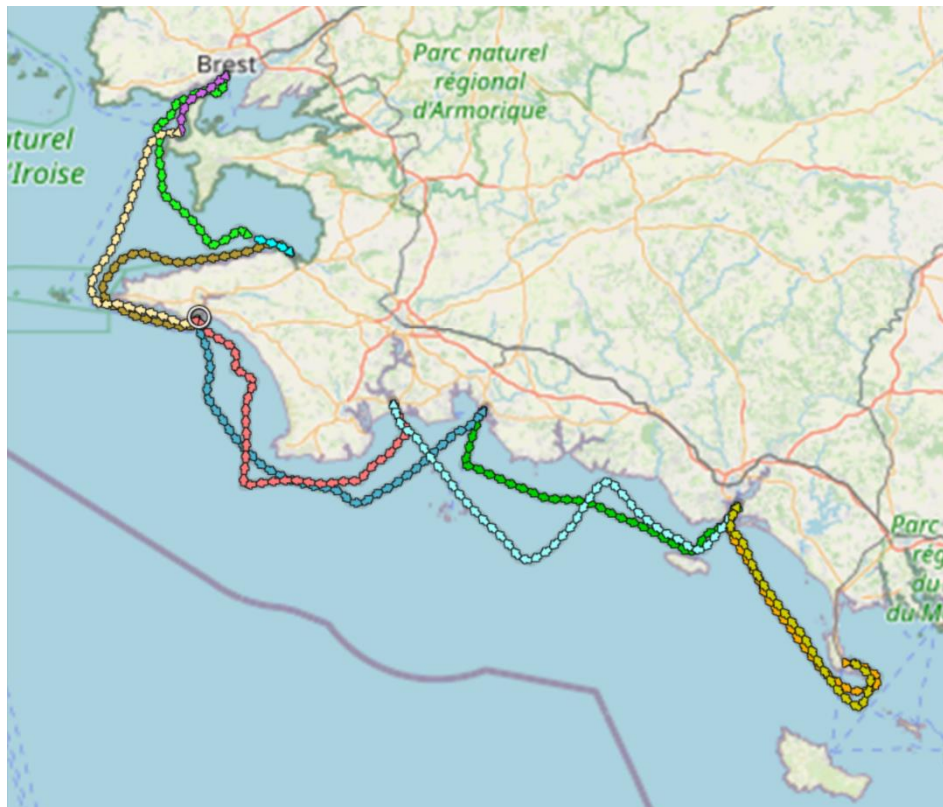 Parc naturel
régional
d'Armorique
Brest
aturel
'Iroise
Parc
rég
du
du M